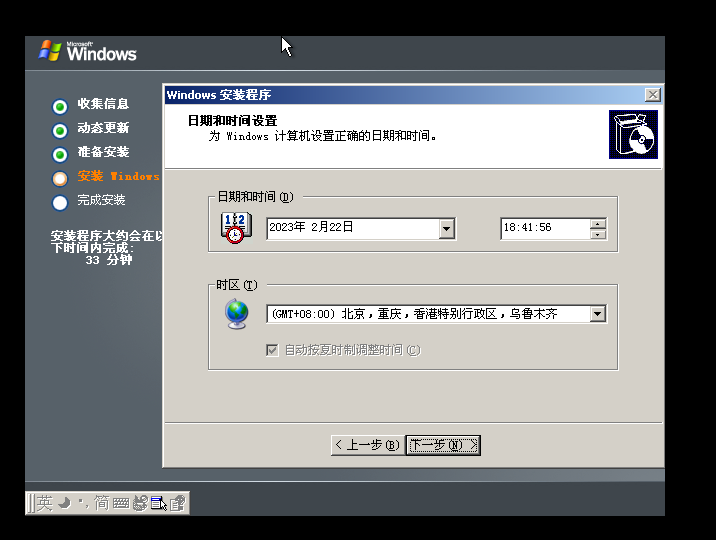 Microsoft
Windows
收集信息
动态更新
准备安装
安装 Windows
完成安装
安装程序大约会在以
下时间内完成:
33 分钟
Windows 安装程序
日期和时间设置
为 Windows 计算机设置正确的日期和时间。
日期和时间(D)
2023年 2月22日
18:41:56
时区(T)
(GMT+08:00) 北京，重庆，香港特别行政区，乌鲁木齐
自动按夏时制调整时间(C)
< 上一步(B)
下一步(N) >
英 简